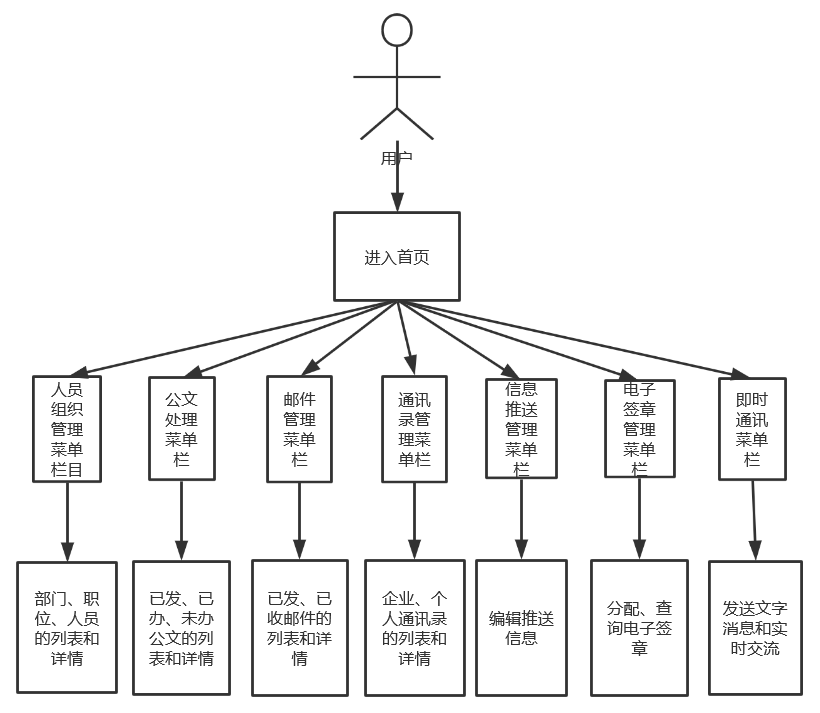 用户
进入首页
人员
组织
管理
菜单
栏目
公文
处理
菜单
栏
邮件
管理
菜单
栏
通讯
录管
理菜
单栏
信息
推送
管理
菜单
栏
电子
签章
管理
菜单
栏
即时
通讯
菜单
栏
部门、职
位、人员
的列表和
详情
已发、已
办、未办
公文的列
表和详情
已发、已
收邮件的
列表和详
情
企业、个
人通讯录
的列表和
详情
编辑推送
信息
分配、查
询电子签
章
发送文字
消息和实
时交流